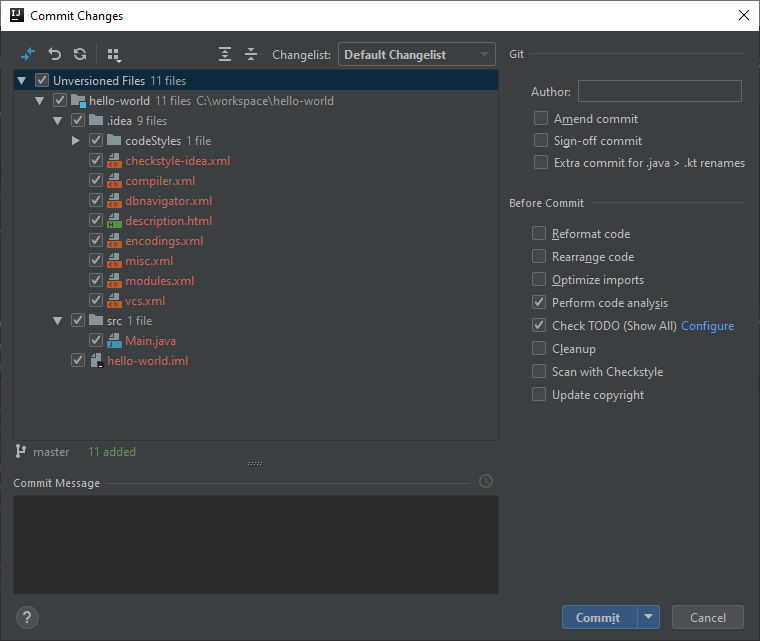 IJ Commit Changes
Changelist: Default Changelist
Unversioned Files 11 files
hello-world 11 files C:\workspace\hello-world
.idea 9 files
codeStyles 1 file
checkstyle-idea.xml
compiler.xml
dbnavigator.xml
description.html
encodings.xml
misc.xml
modules.xml
vcs.xml
src 1 file
Main.java
hello-world.iml
master 11 added
Commit Message
Git
Author:
Amend commit
Sign-off commit
Extra commit for .java > .kt renames
Before Commit
Reformat code
Rearrange code
Optimize imports
Perform code analysis
Check TODO (Show All) Configure
Cleanup
Scan with Checkstyle
Update copyright
? Commit Cancel